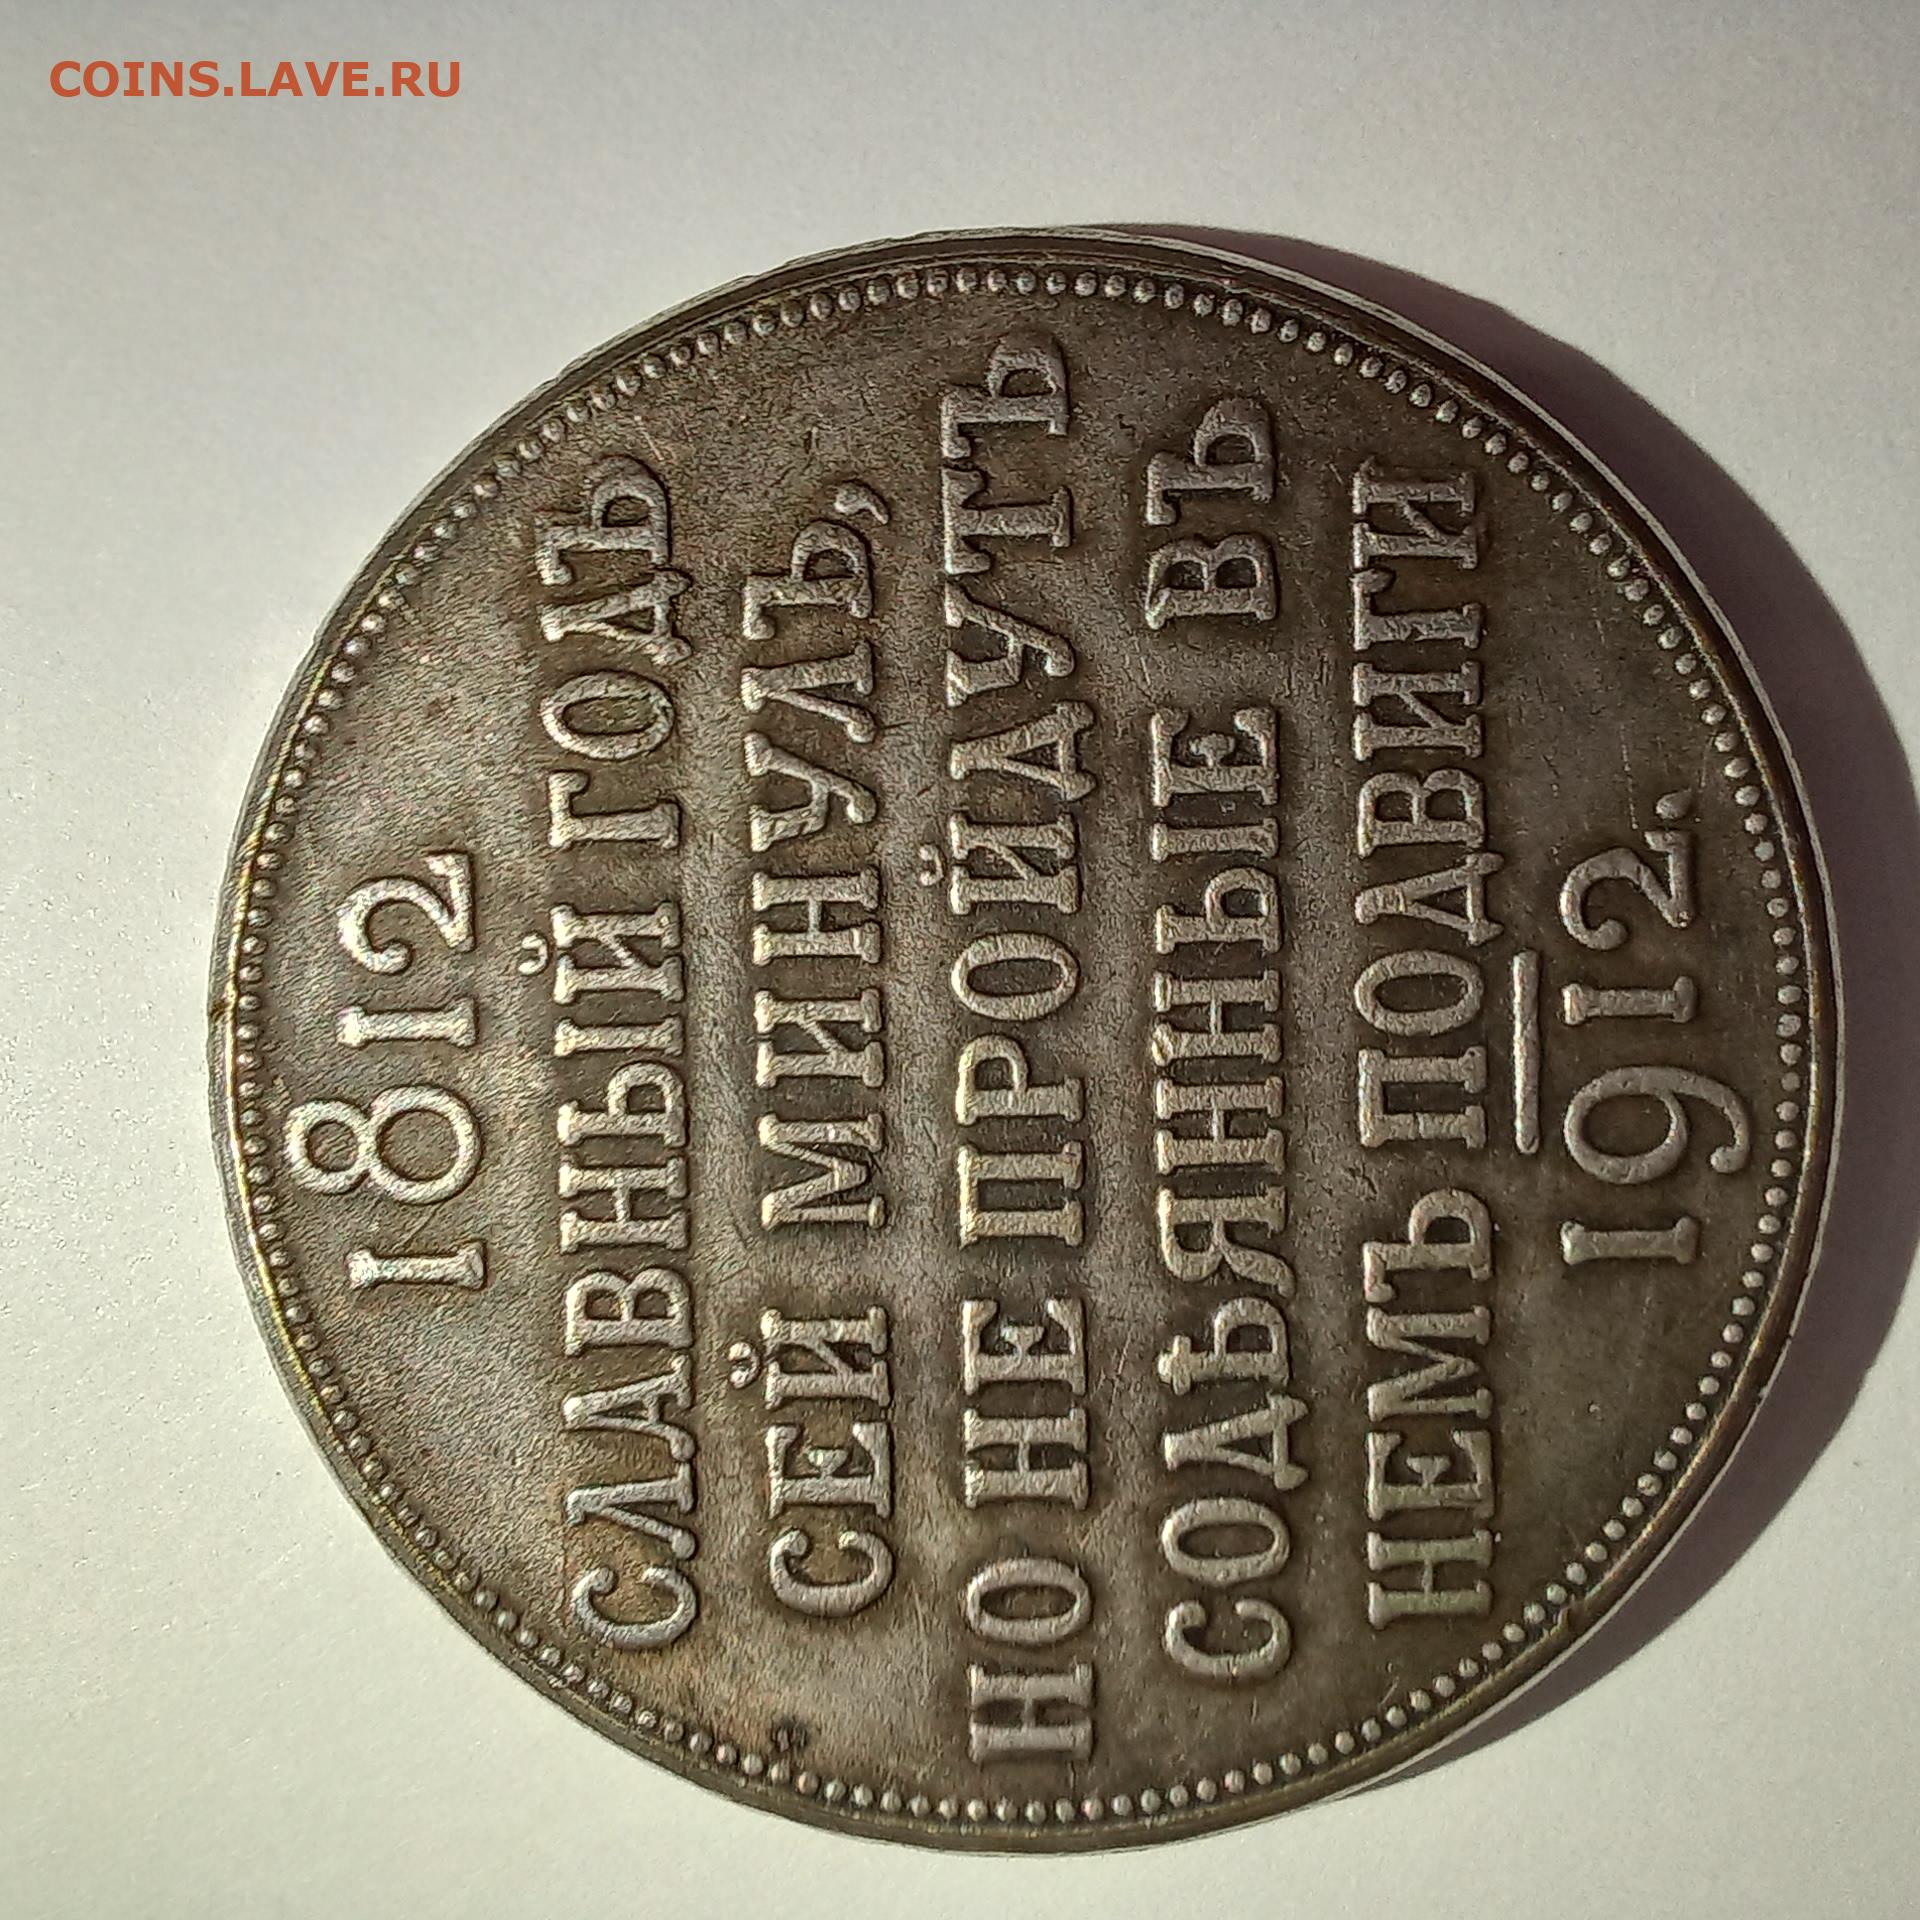 COINS.LAVE.RU
1812
СЛАВНЫЙ ГОДЪ
СЕЙ МИНУЛЪ,
НО НЕ ПРОЙДУТЪ
СОДѢЯННЫЕ ВЪ
НЕМЪ ПОДВИГИ
1912.